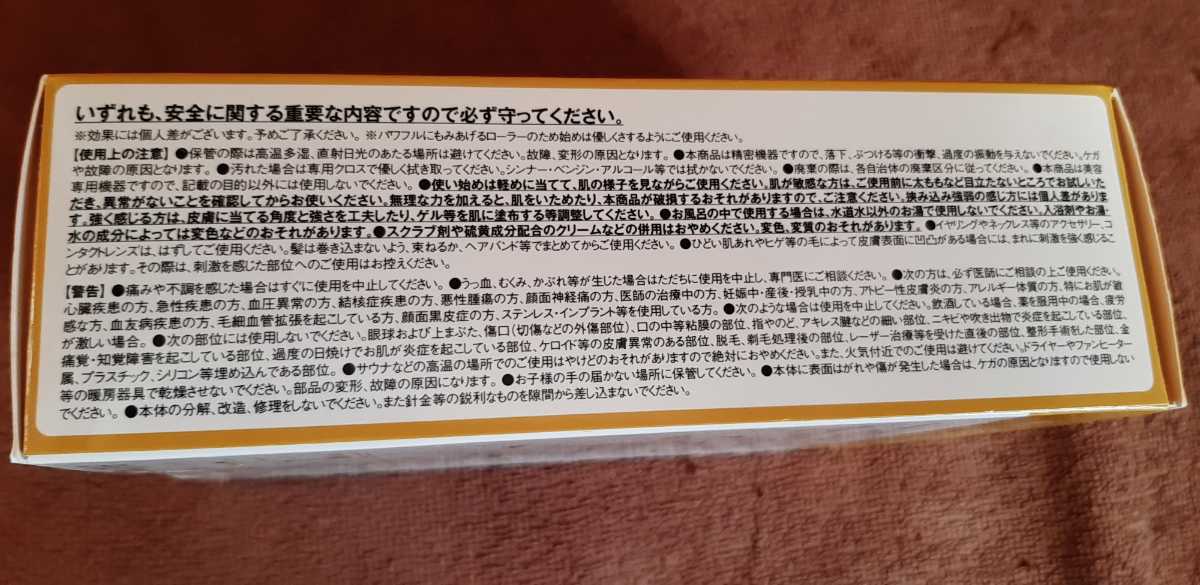 いずれも、安全に関する重要な内容ですので必ず守ってください。
※効果には個人差がございます。予めご了承ください。 ※パワフルにもみあげるローラーのため始めは優しくさするようにご使用ください。
【使用上の注意】 ●保管の際は高温多湿、直射日光のあたる場所は避けてください。故障、変形の原因となります。 ●本商品は精密機器ですので、落下、ぶつける等の衝撃、過度の振動を与えないでください。ケガ
や故障の原因となります。 ●汚れた場合は専用クロスで優しく拭き取ってください。シンナー・ベンジン・アルコール等では拭かないでください。 ●廃棄の際は、各自治体の廃棄区分に従ってください。 ●本商品は美容
専用機器ですので、記載の目的以外には使用しないでください。 ●使い始めは軽めに当てて、肌の様子を見ながらご使用ください。肌が敏感な方は、ご使用前に太ももなど目立たないところでお試しいた
だき、異常がないことを確認してからお使いください。無理な力を加えると、肌をいためたり、本商品が破損するおそれがありますので、ご注意ください。挟み込み強弱の感じ方には個人差がありま
す。強く感じる方は、皮膚に当てる角度と強さを工夫したり、ゲル等を肌に塗布する等調整してください。 ●お風呂の中で使用する場合は、水道水以外のお湯で使用しないでください。入浴剤やお湯・
水の成分によっては変色などのおそれがあります。 ●スクラブ剤や硫黄成分配合のクリームなどの併用はおやめください。変色、変質のおそれがあります。 ●イヤリングやネックレス等のアクセサリー、コ
ンタクトレンズは、はずしてご使用ください。髪は巻き込まないよう、束ねるか、ヘアバンド等でまとめてからご使用ください。 ●ひどい肌あれやヒゲ等の毛によって皮膚表面に凹凸がある場合には、まれに刺激を強く感じるこ
とがあります。その際は、刺激を感じた部位へのご使用はお控えください。
【警告】 ●痛みや不調を感じた場合はすぐに使用を中止してください。 ●うっ血、むくみ、かぶれ等が生じた場合はただちに使用を中止し、専門医にご相談ください。 ●次の方は、必ず医師にご相談の上ご使用ください。
心臓疾患の方、急性疾患の方、血圧異常の方、結核症疾患の方、悪性腫瘍の方、顔面神経痛の方、医師の治療中の方、妊娠中・産後・授乳中の方、アトピー性皮膚炎の方、アレルギー体質の方、特にお肌が敏
感な方、血友病疾患の方、毛細血管拡張を起こしている方、顔面黒皮症の方、ステンレス・インプラント等を使用している方。 ●次のような場合は使用を中止してください。飲酒している場合、薬を服用中の場合、疲労
が激しい場合。 ●次の部位には使用しないでください。眼球および上まぶた、傷口(切傷などの外傷部位)、口の中等粘膜の部位、指やのど、アキレス腱などの細い部位、ニキビや吹き出物で炎症を起こしている部位、
痛覚・知覚障害を起こしている部位、過度の日焼けでお肌が炎症を起こしている部位、ケロイド等の皮膚異常のある部位、脱毛、剃毛処理後の部位、レーザー治療等を受けた直後の部位、整形手術をした部位、金
属、プラスチック、シリコン等埋め込んである部位。 ●サウナなどの高温の場所でのご使用はやけどのおそれがありますので絶対におやめください。また、火気付近でのご使用は避けてください。ドライヤーやファンヒーター
等の暖房器具で乾燥させないでください。部品の変形、故障の原因になります。 ●お子様の手の届かない場所に保管してください。 ●本体に表面はがれや傷が発生した場合は、ケガの原因となりますので使用しない
でください。 ●本体の分解、改造、修理をしないでください。また針金等の鋭利なものを隙間から差し込まないでください。